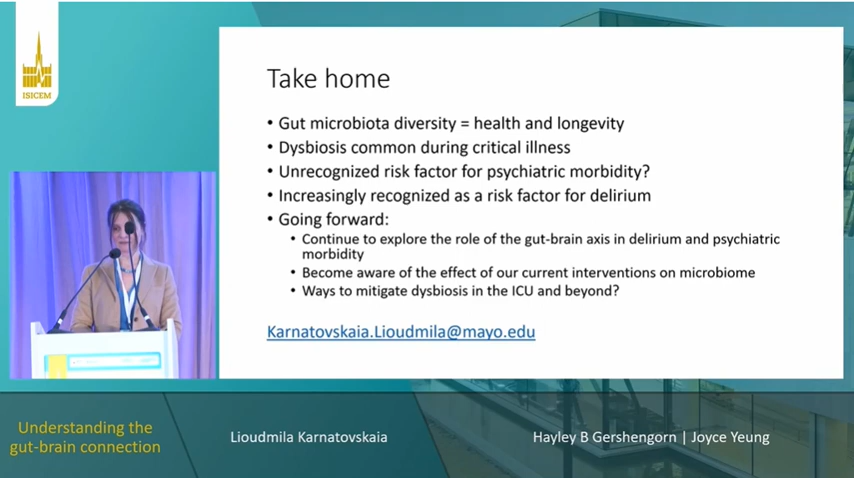 ISICEM
Take home
• Gut microbiota diversity = health and longevity
• Dysbiosis common during critical illness
• Unrecognized risk factor for psychiatric morbidity?
• Increasingly recognized as a risk factor for delirium
• Going forward:
• Continue to explore the role of the gut-brain axis in delirium and psychiatric
morbidity
• Become aware of the effect of our current interventions on microbiome
• Ways to mitigate dysbiosis in the ICU and beyond?
Karnatovskaia.Lioudmila@mayo.edu
Understanding the
gut-brain connection
Lioudmila Karnatovskaia
Hayley B Gershengorn | Joyce Yeung